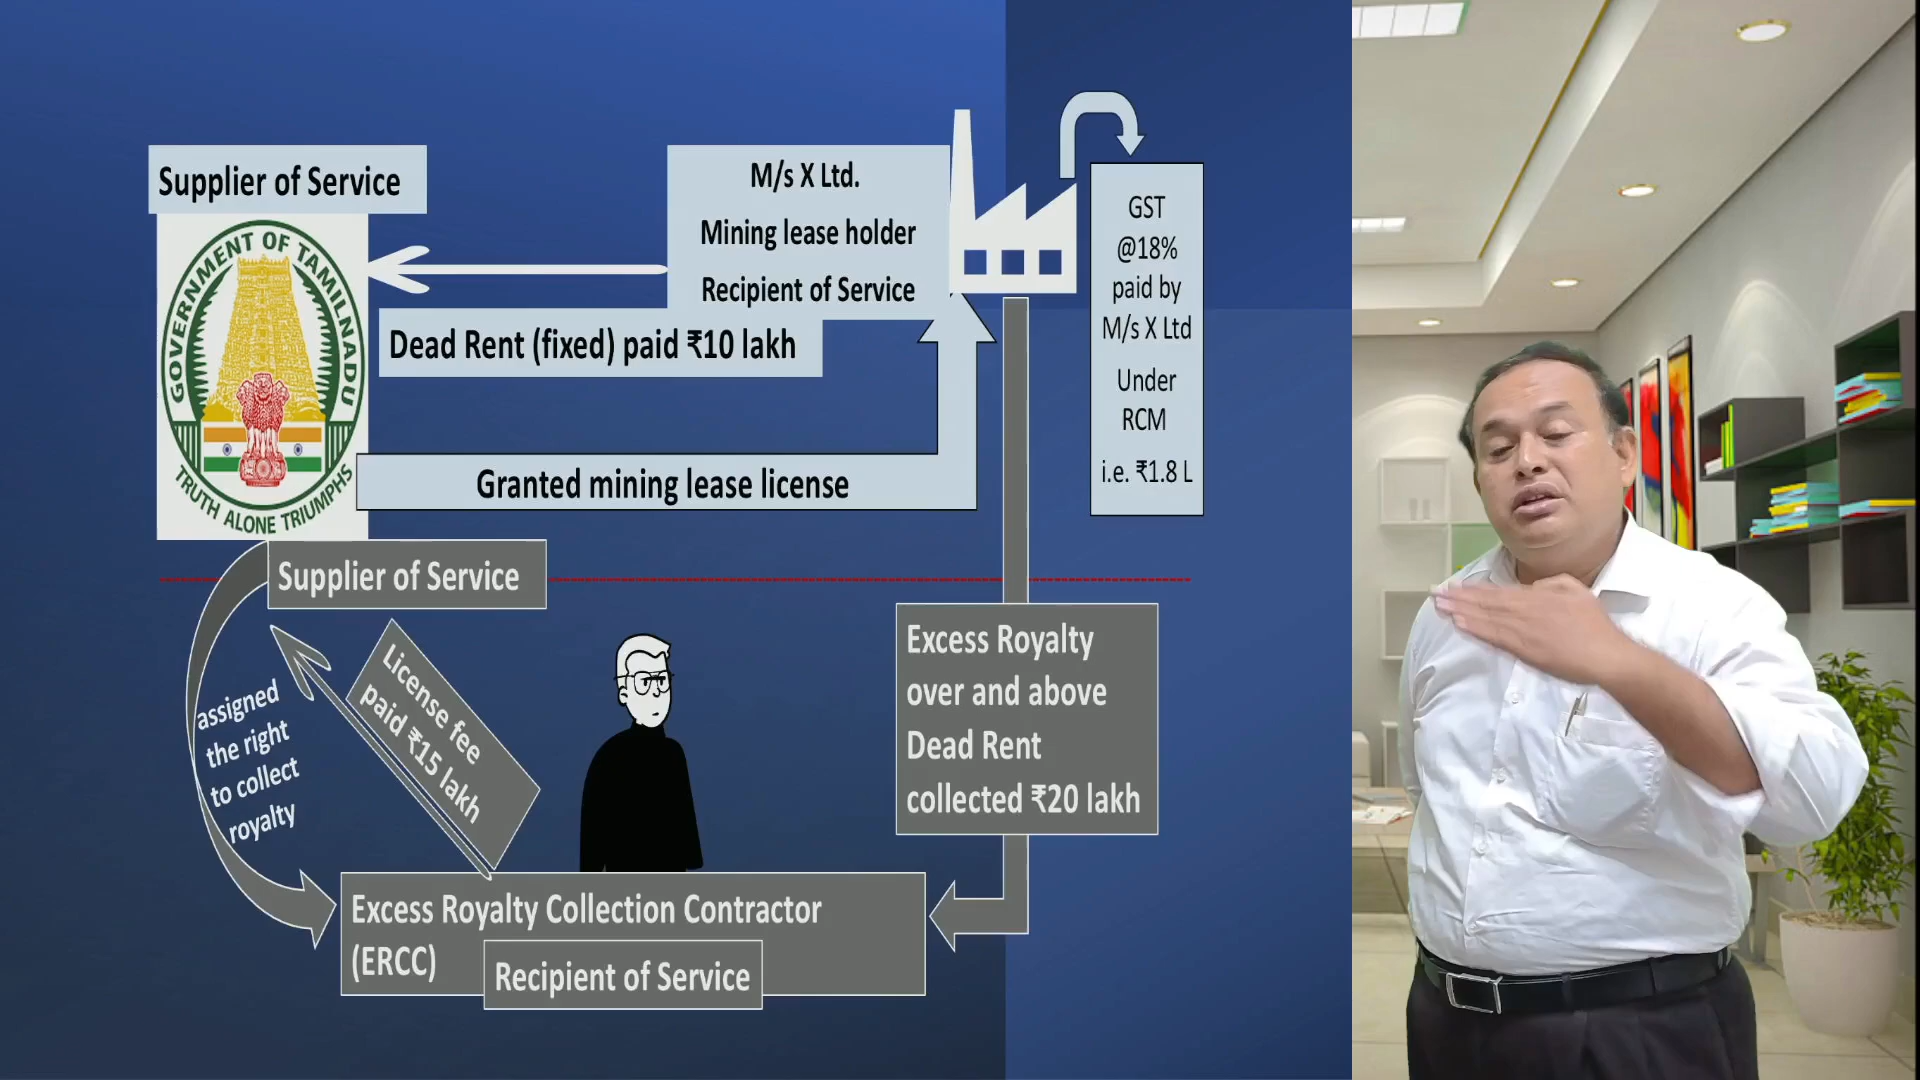 Supplier of Service
GOVERNMENT OF TAMILNADU
TRUTH ALONE TRIUMPHS
M/s X Ltd.
Mining lease holder
Recipient of Service
Dead Rent (fixed) paid ₹10 lakh
Granted mining lease license
GST
@18%
paid by
M/s X Ltd
Under
RCM
i.e. ₹1.8 L
Supplier of Service
assigned
the right
to collect
royalty
License fee
paid ₹15 lakh
Excess Royalty
over and above
Dead Rent
collected ₹20 lakh
Excess Royalty Collection Contractor
(ERCC)
Recipient of Service